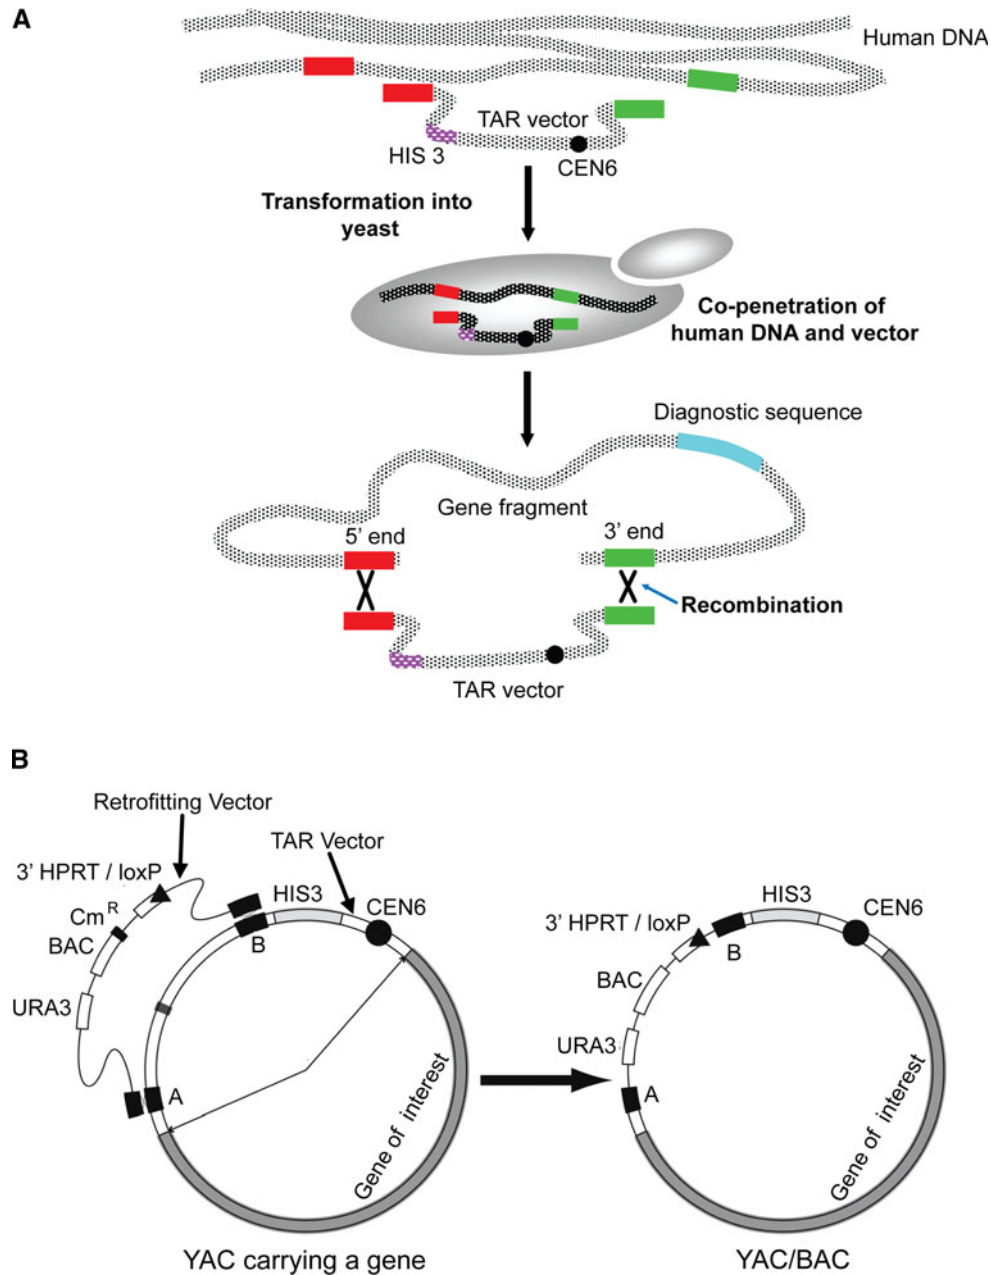 A
Human DNA
TAR vector
HIS 3
CEN6
Transformation into
yeast
Co-penetration of
human DNA and vector
Diagnostic sequence
Gene fragment
5’ end
3’ end
Recombination
TAR vector
B
Retrofitting Vector
TAR Vector
3’ HPRT / loxP
HIS3
CEN6
Cm^R
BAC
B
URA3
A
Gene of interest
YAC carrying a gene
3’ HPRT / loxP
HIS3
CEN6
B
BAC
URA3
A
Gene of interest
YAC/BAC